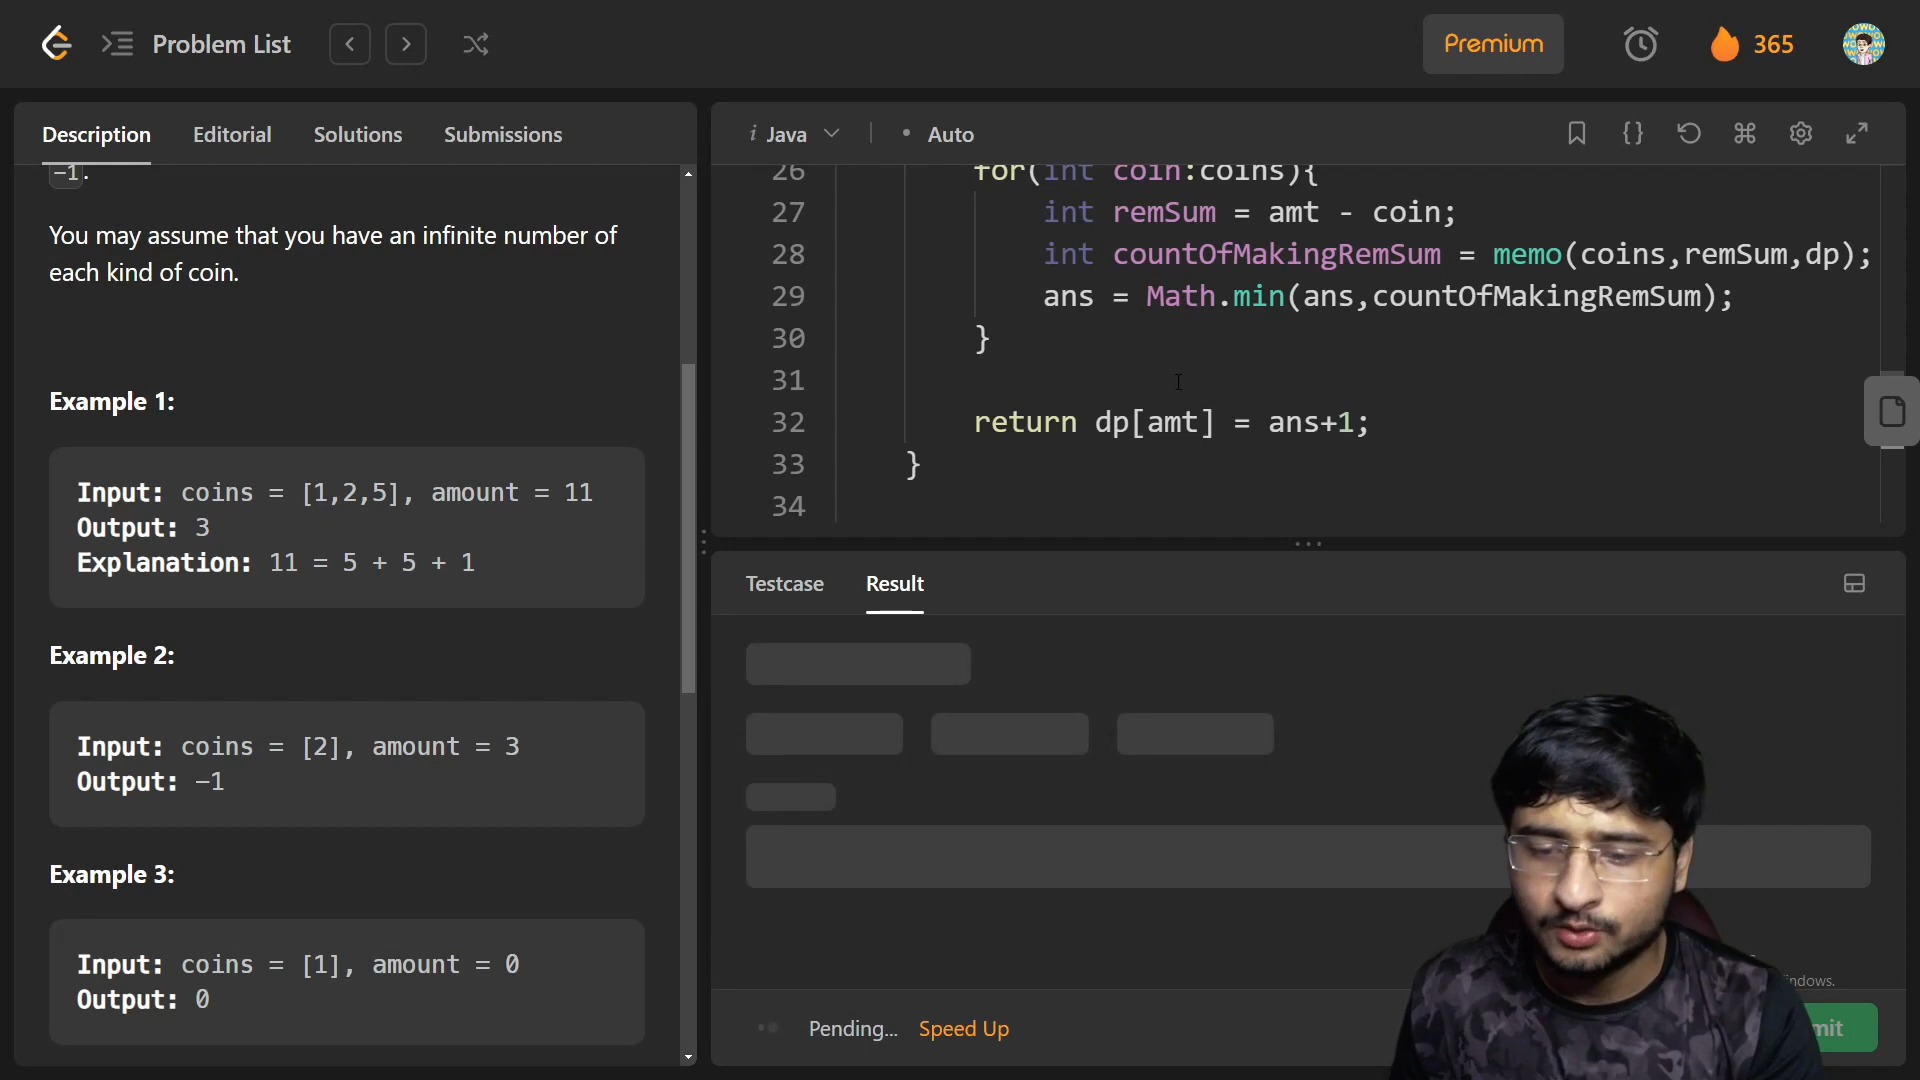 Problem List
Premium
365
Description Editorial Solutions Submissions
-1.
You may assume that you have an infinite number of
each kind of coin.
Example 1:
Input: coins = [1,2,5], amount = 11
Output: 3
Explanation: 11 = 5 + 5 + 1
Example 2:
Input: coins = [2], amount = 3
Output: -1
Example 3:
Input: coins = [1], amount = 0
Output: 0
i Java • Auto
26 for(int coin:coins){
27 int remSum = amt - coin;
28 int countOfMakingRemSum = memo(coins,remSum,dp);
29 ans = Math.min(ans,countOfMakingRemSum);
30 }
31
32 return dp[amt] = ans+1;
33 }
34
Testcase Result
Pending... Speed Up